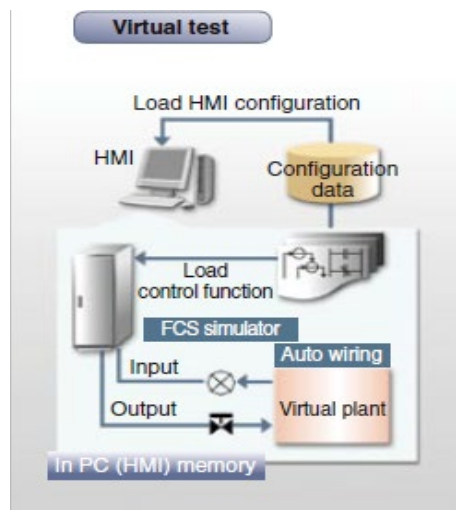 Virtual test
Load HMI configuration
HMI
Configuration
data
Load
control function
FCS simulator
Auto wiring
Input
Output
Virtual plant
In PC (HMI) memory